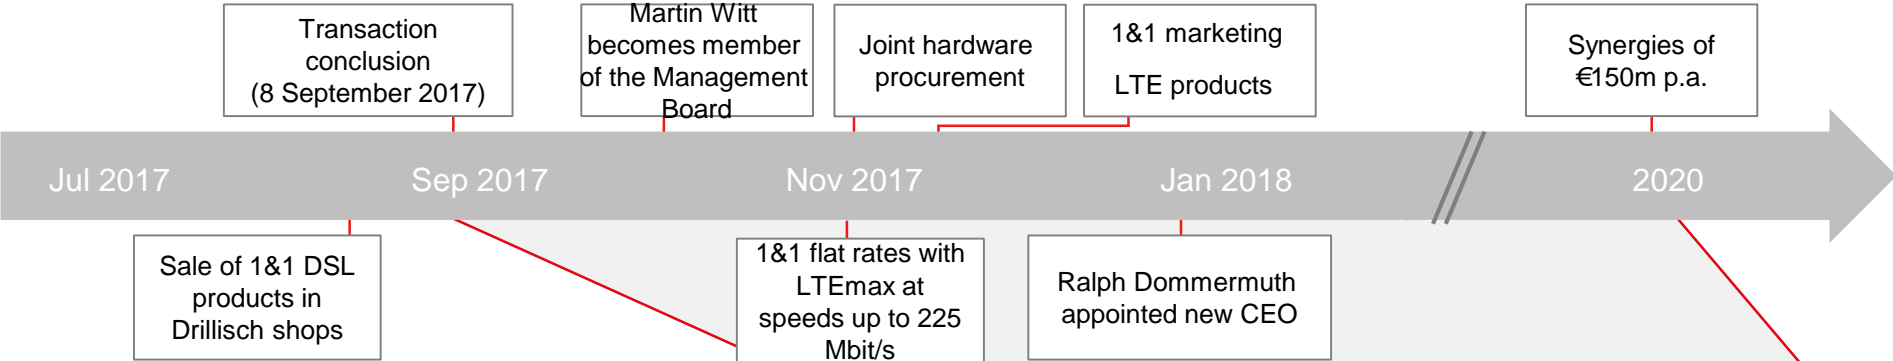 Transaction
conclusion
(8 September 2017)
Martin Witt
becomes member
of the Management
Board
Joint hardware
procurement
1&1 marketing
LTE products
Synergies of
€150m p.a.
Jul 2017
Sep 2017
Nov 2017
Jan 2018
2020
Sale of 1&1 DSL
products in
Drillisch shops
1&1 flat rates with
LTEmax at
speeds up to 225
Mbit/s
Ralph Dommermuth
appointed new CEO